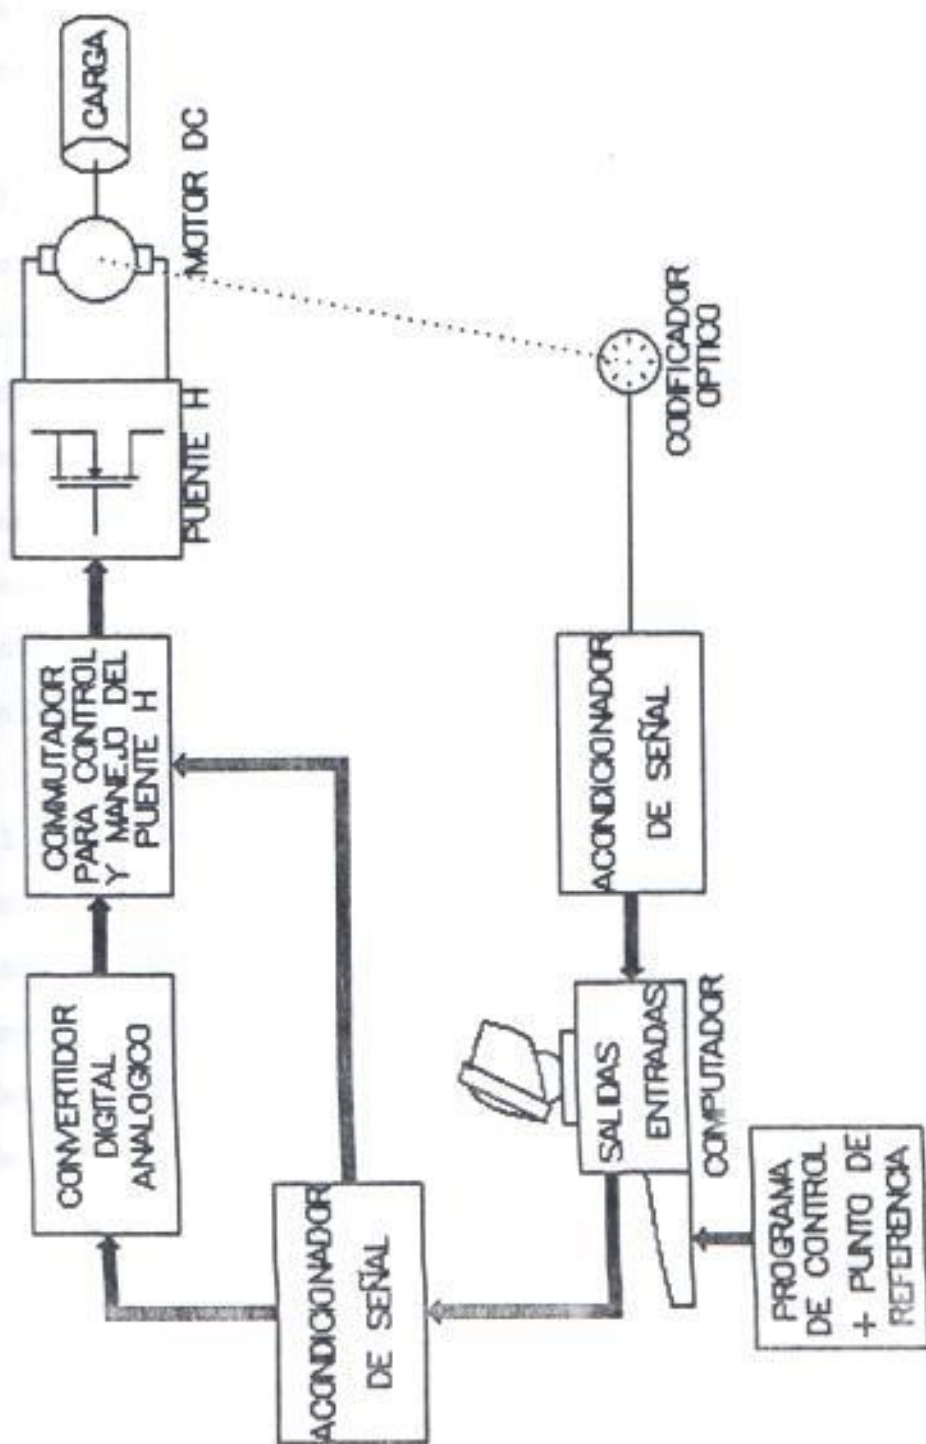 CONVERTIDOR
DIGITAL
ANALOGICO
COMMUTADOR
PARA CONTROL
Y MANEJO DEL
PUENTE H
PUENTE H
MOTOR DC
CARGA
ACONDICIONADOR
DE SEÑAL
SALIDAS
ENTRADAS
COMPUTADOR
ACONDICIONADOR
DE SEÑAL
CODIFICADOR
OPTICO
PROGRAMA
DE CONTROL
+ PUNTO DE
REFERENCIA